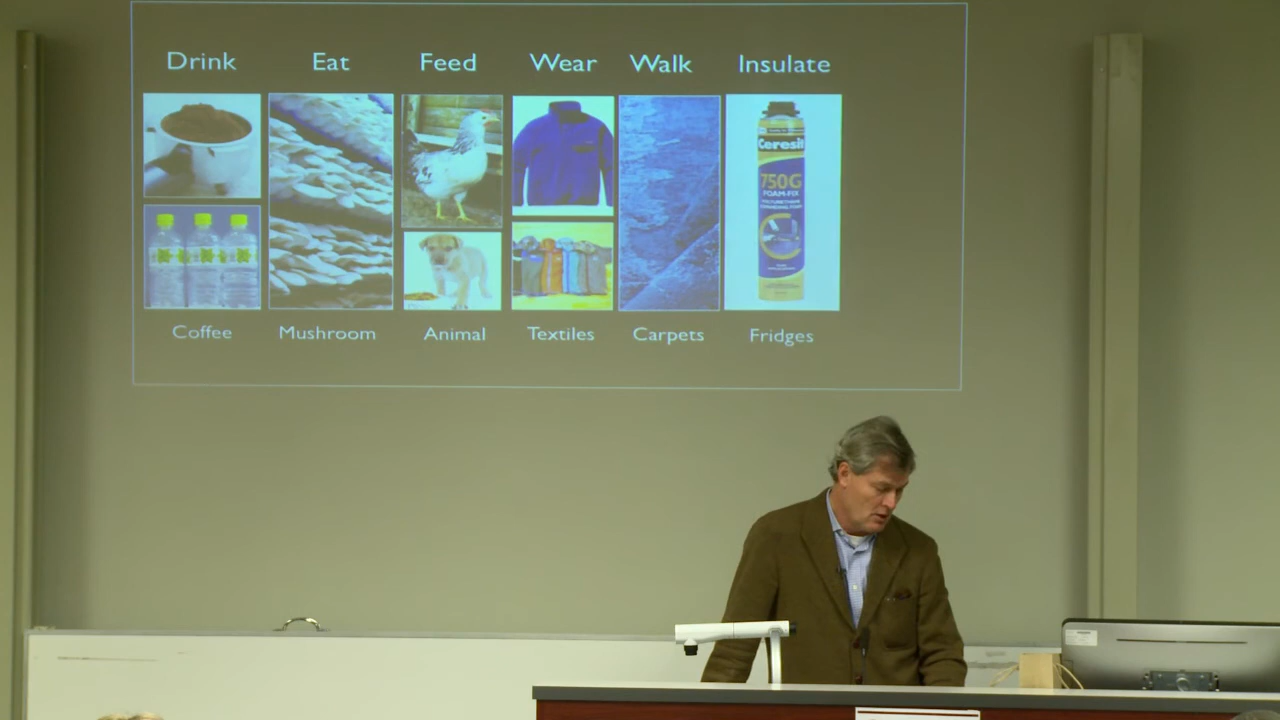 Drink Eat Feed Wear Walk Insulate
Ceresit
750G
FOAM-FIX
Coffee Mushroom Animal Textiles Carpets Fridges